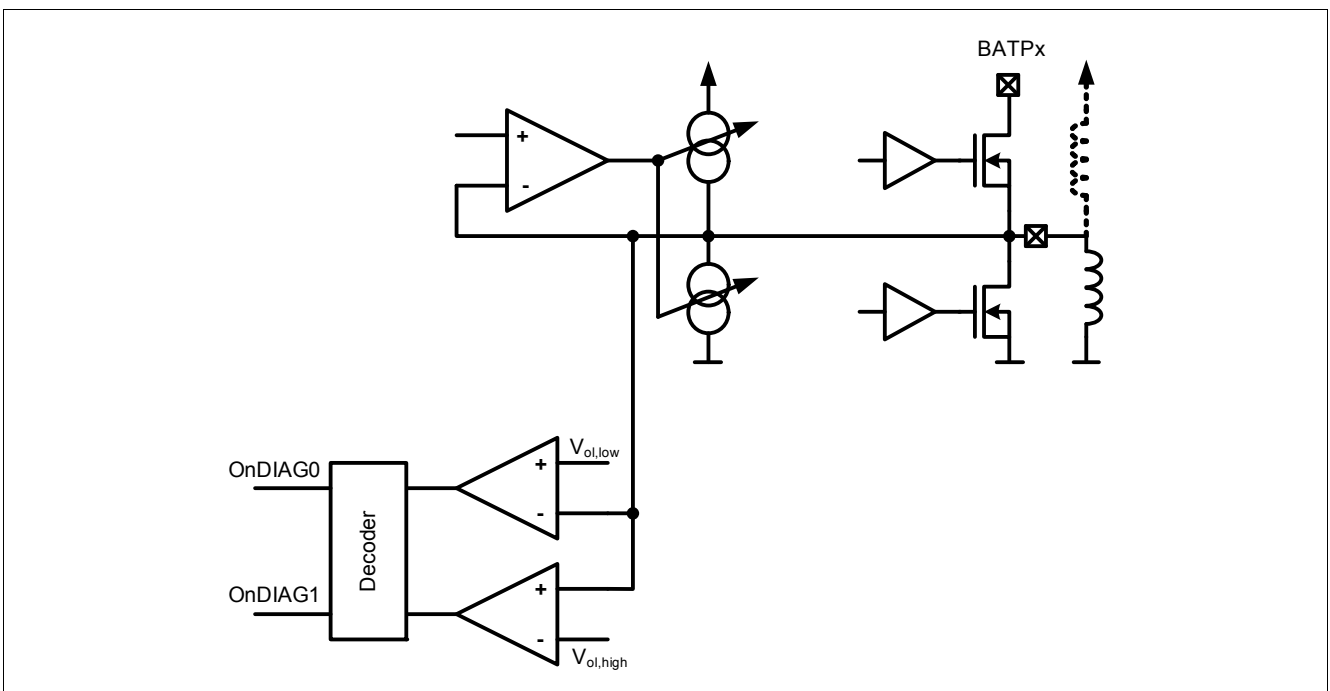 BATPx
+
-
V_ol,low
OnDIAG0
+
-
Decoder
OnDIAG1
+
-
V_ol,high